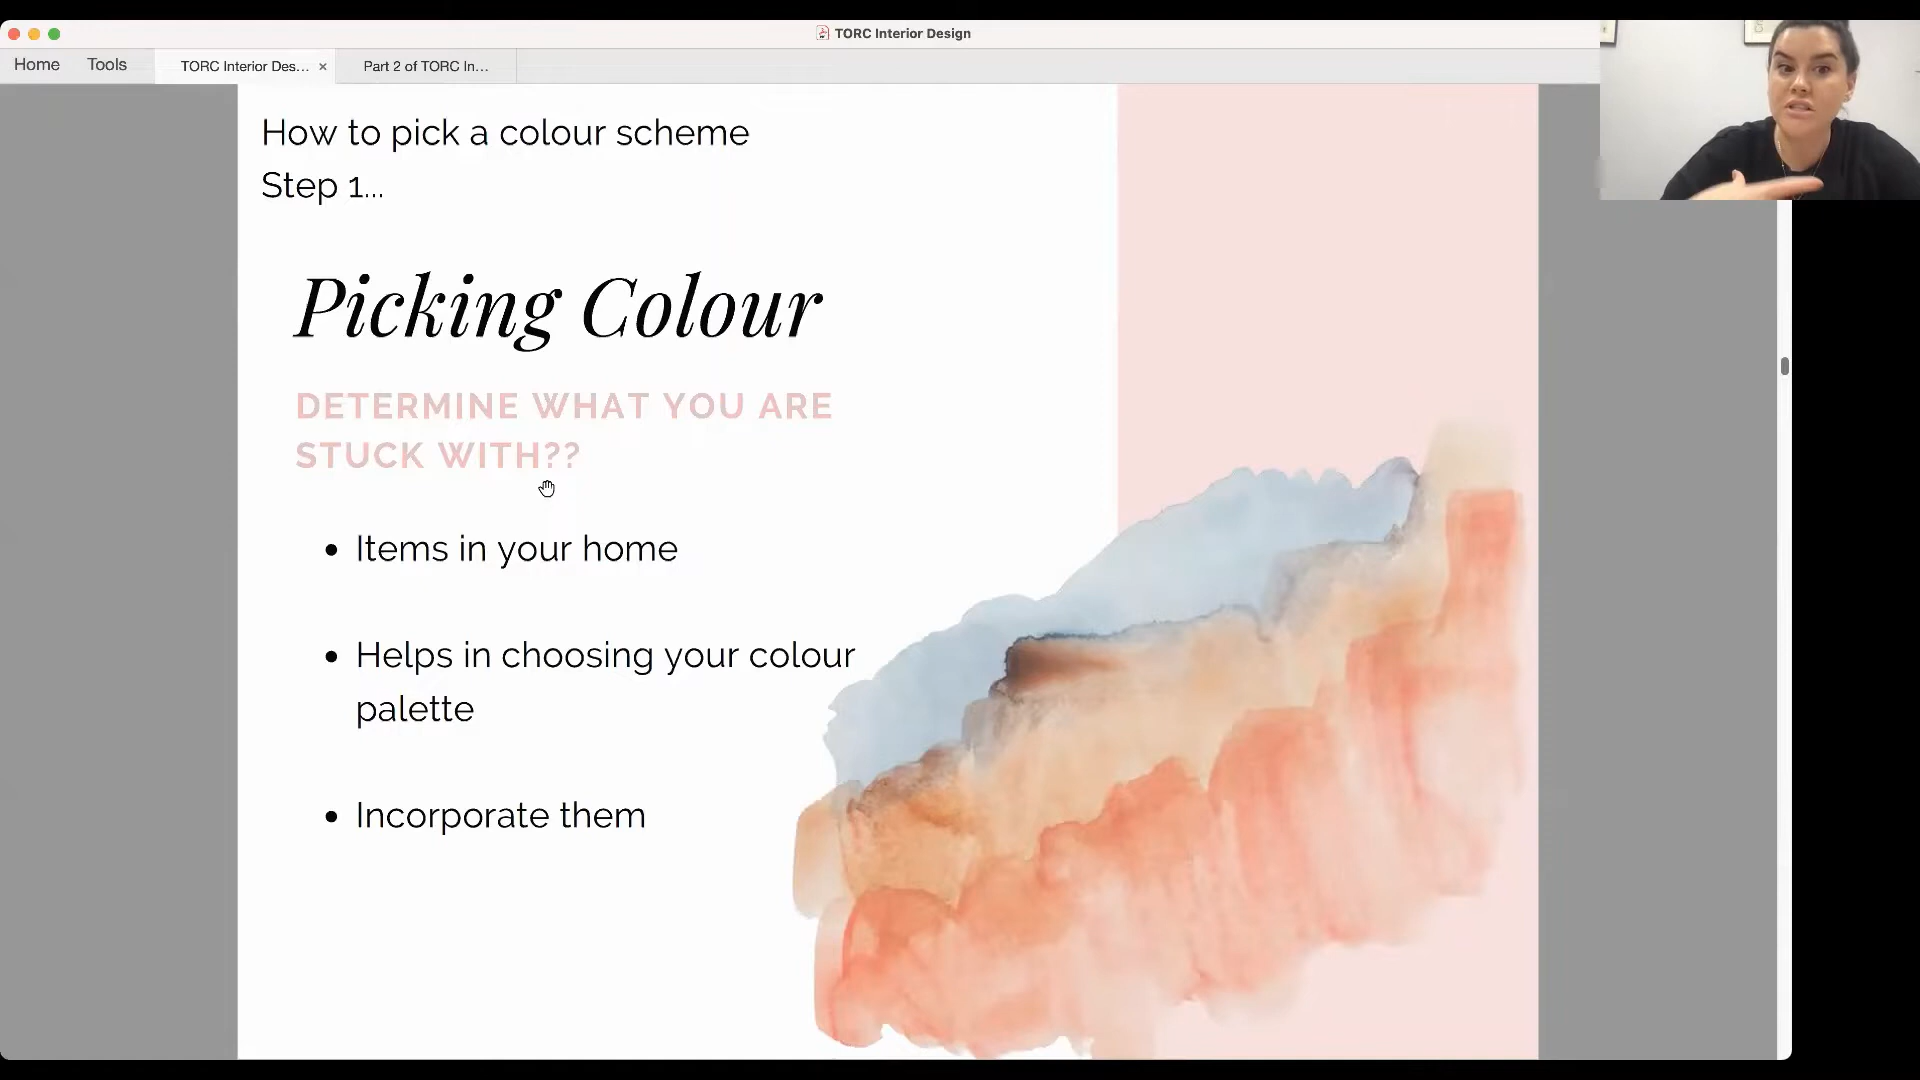 TORC Interior Design
Home Tools TORC Interior Des... × Part 2 of TORC In...
How to pick a colour scheme
Step 1...
Picking Colour
DETERMINE WHAT YOU ARE
STUCK WITH??
• Items in your home
• Helps in choosing your colour
palette
• Incorporate them